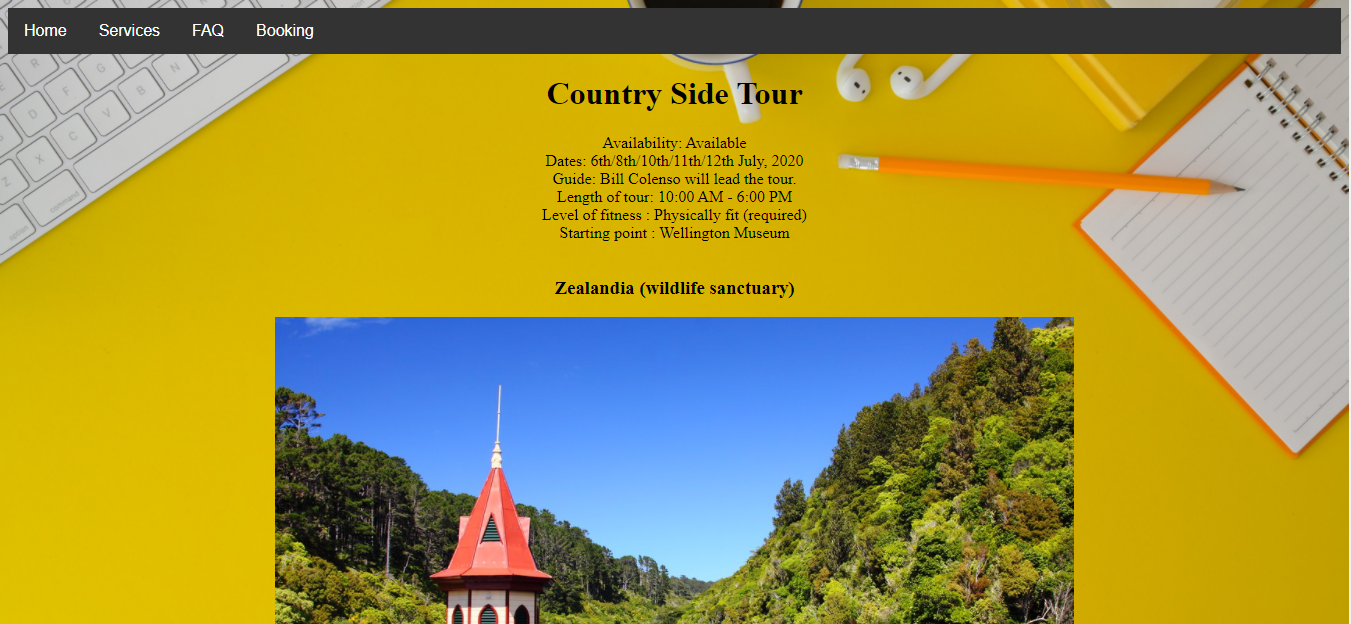 Home Services FAQ Booking
Country Side Tour
Availability: Available
Dates: 6th/8th/10th/11th/12th July, 2020
Guide: Bill Colenso will lead the tour.
Length of tour: 10:00 AM - 6:00 PM
Level of fitness : Physically fit (required)
Starting point : Wellington Museum
Zealandia (wildlife sanctuary)
E R
D F G
X C V B N
Z
command
option